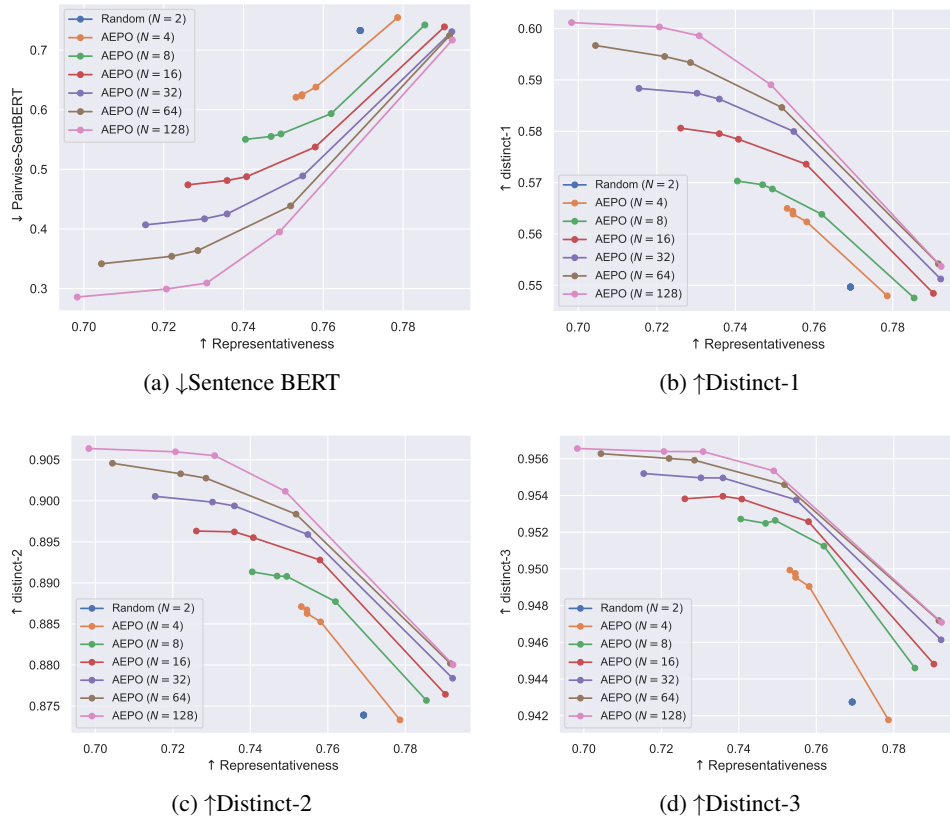 Random (N = 2)
AEPO (N = 4)
AEPO (N = 8)
AEPO (N = 16)
AEPO (N = 32)
AEPO (N = 64)
AEPO (N = 128)
↓ Pairwise-SentBERT
0.7
0.6
0.5
0.4
0.3
0.70 0.72 0.74 0.76 0.78
↑ Representativeness
(a) ↓Sentence BERT
↑ distinct-1
0.60
0.59
0.58
0.57
0.56
0.55
Random (N = 2)
AEPO (N = 4)
AEPO (N = 8)
AEPO (N = 16)
AEPO (N = 32)
AEPO (N = 64)
AEPO (N = 128)
0.70 0.72 0.74 0.76 0.78
↑ Representativeness
(b) ↑Distinct-1
↑ distinct-2
0.905
0.900
0.895
0.890
0.885
0.880
0.875
Random (N = 2)
AEPO (N = 4)
AEPO (N = 8)
AEPO (N = 16)
AEPO (N = 32)
AEPO (N = 64)
AEPO (N = 128)
0.70 0.72 0.74 0.76 0.78
↑ Representativeness
(c) ↑Distinct-2
↑ distinct-3
0.956
0.954
0.952
0.950
0.948
0.946
0.944
0.942
Random (N = 2)
AEPO (N = 4)
AEPO (N = 8)
AEPO (N = 16)
AEPO (N = 32)
AEPO (N = 64)
AEPO (N = 128)
0.70 0.72 0.74 0.76 0.78
↑ Representativeness
(d) ↑Distinct-3